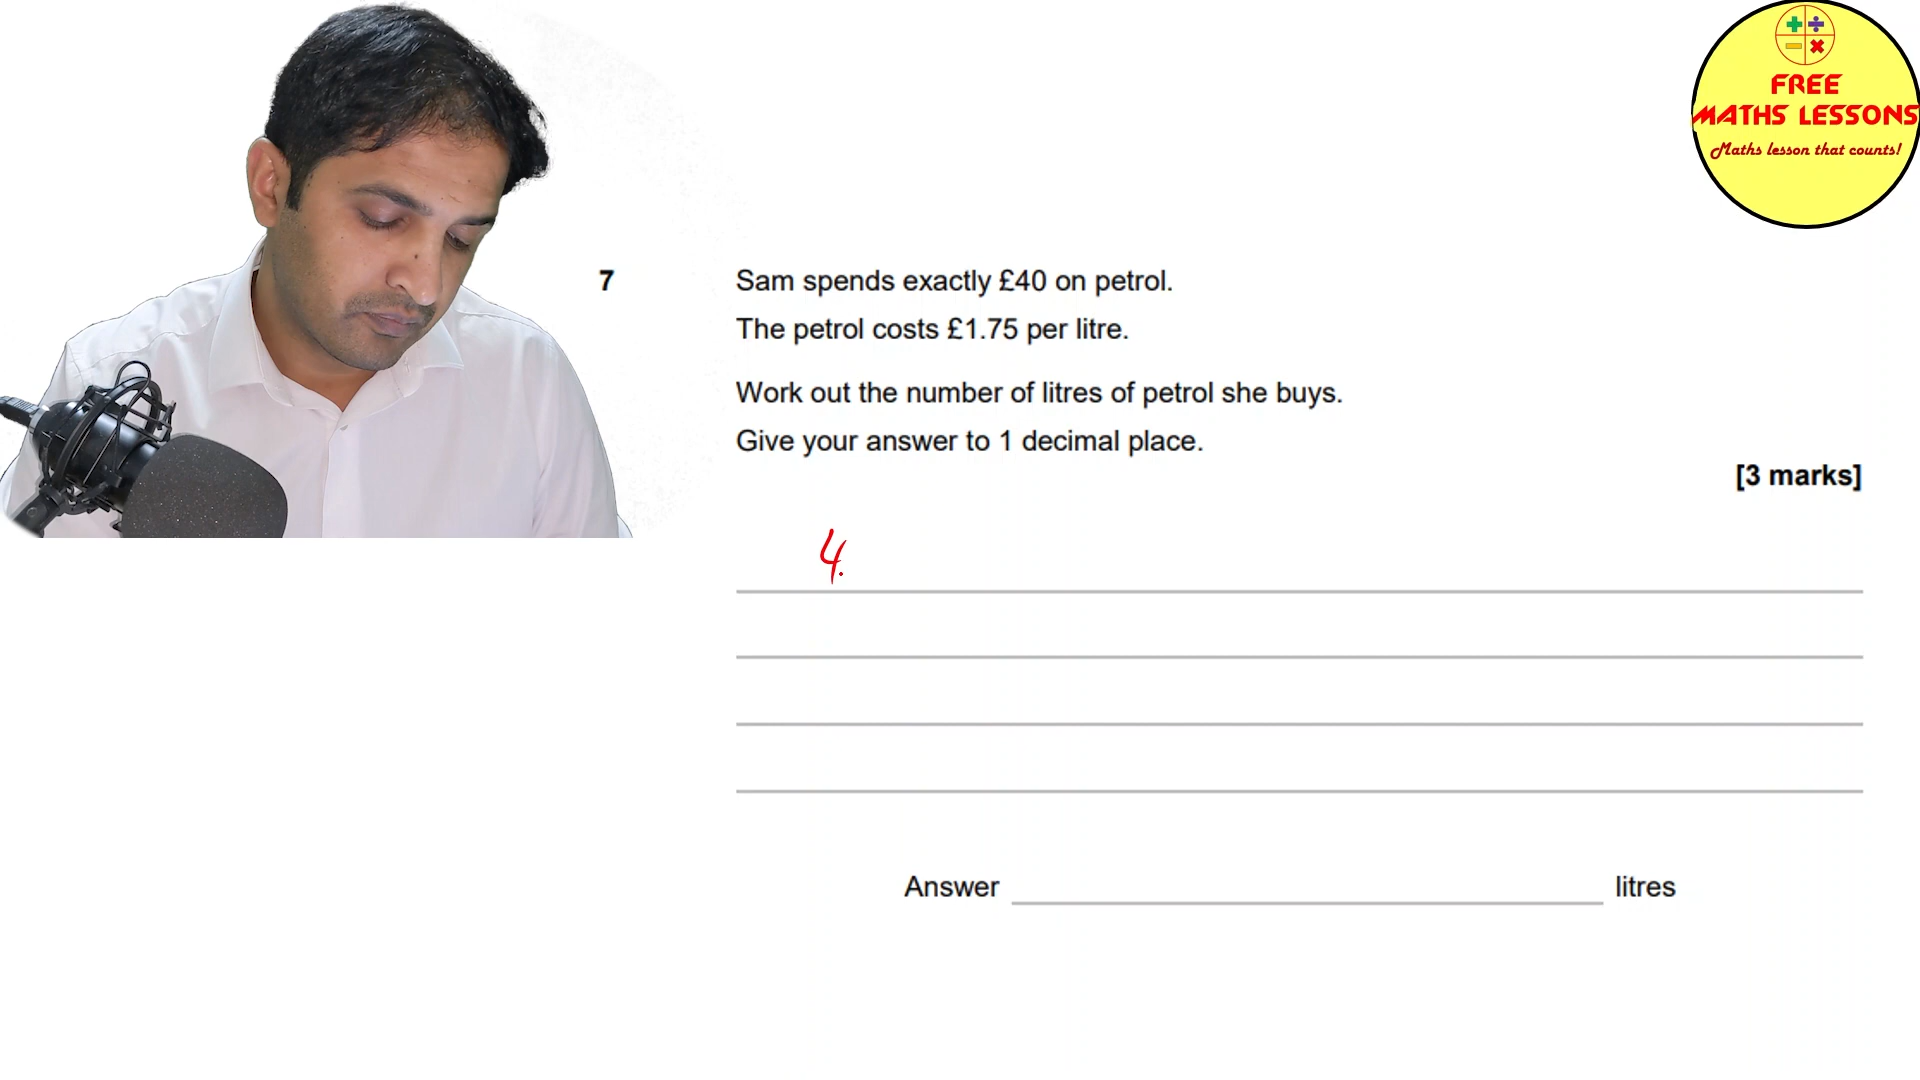 FREE
MATHS LESSONS
Maths lesson that counts!
7 Sam spends exactly £40 on petrol.
The petrol costs £1.75 per litre.
Work out the number of litres of petrol she buys.
Give your answer to 1 decimal place.
[3 marks]
4.
Answer litres